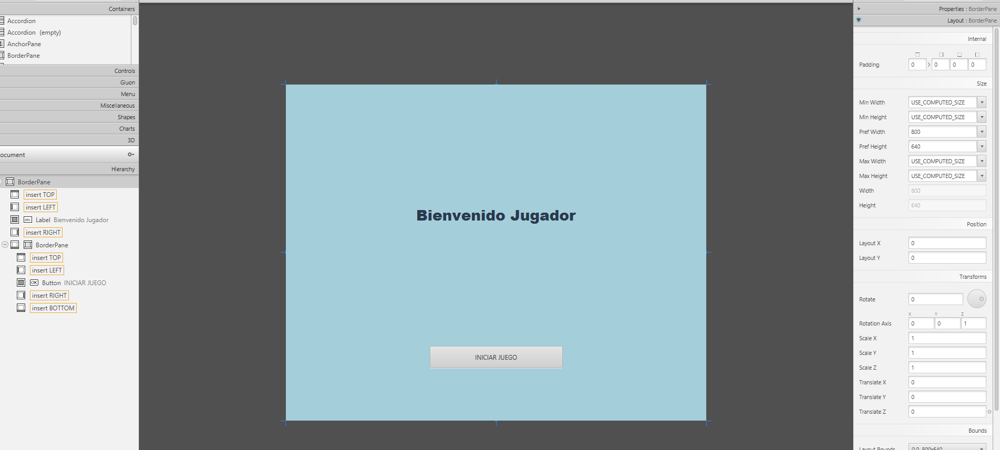 Containers
Accordion
Accordion (empty)
AnchorPane
BorderPane
Controls
Gluon
Menu
Miscellaneous
Shapes
Charts
3D
ocument
Hierarchy
BorderPane
insert TOP
insert LEFT
abc Label Bienvenido Jugador
insert RIGHT
BorderPane
insert TOP
insert LEFT
OK Button INICIAR JUEGO
insert RIGHT
insert BOTTOM
Bienvenido Jugador
INICIAR JUEGO
Properties : BorderPane
Layout : BorderPane
Internal
Padding 0 0 0 0
Size
Min Width USE_COMPUTED_SIZE
Min Height USE_COMPUTED_SIZE
Pref Width 800
Pref Height 640
Max Width USE_COMPUTED_SIZE
Max Height USE_COMPUTED_SIZE
Width 800
Height 640
Position
Layout X 0
Layout Y 0
Transforms
Rotate 0
X Y Z
Rotation Axis 0 0 1
Scale X 1
Scale Y 1
Scale Z 1
Translate X 0
Translate Y 0
Translate Z 0
Bounds
Layout Bounds 0,0 800x640